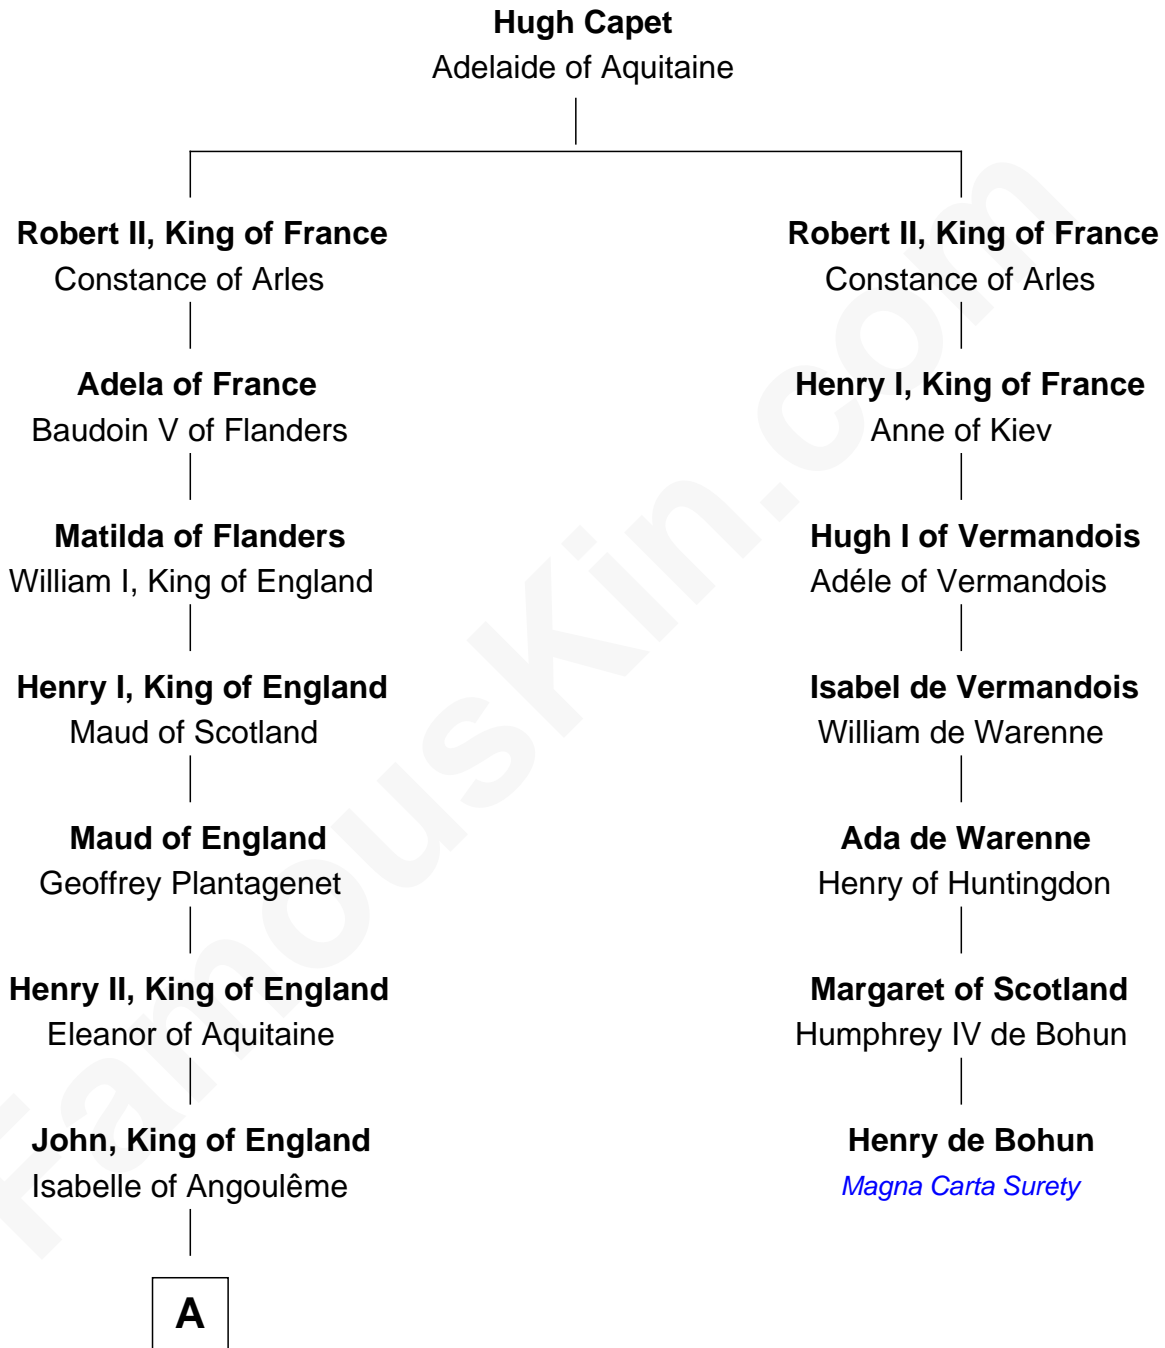 Hugh Capet
Adelaide of Aquitaine
Robert II, King of France
Constance of Arles
Adela of France
Baudoin V of Flanders
Matilda of Flanders
William I, King of England
Henry I, King of England
Maud of Scotland
Maud of England
Geoffrey Plantagenet
Henry II, King of England
Eleanor of Aquitaine
John, King of England
Isabelle of Angoulême
A
Robert II, King of France
Constance of Arles
Henry I, King of France
Anne of Kiev
Hugh I of Vermandois
Adéle of Vermandois
Isabel de Vermandois
William de Warenne
Ada de Warenne
Henry of Huntingdon
Margaret of Scotland
Humphrey IV de Bohun
Henry de Bohun
Magna Carta Surety
FamousKin.com